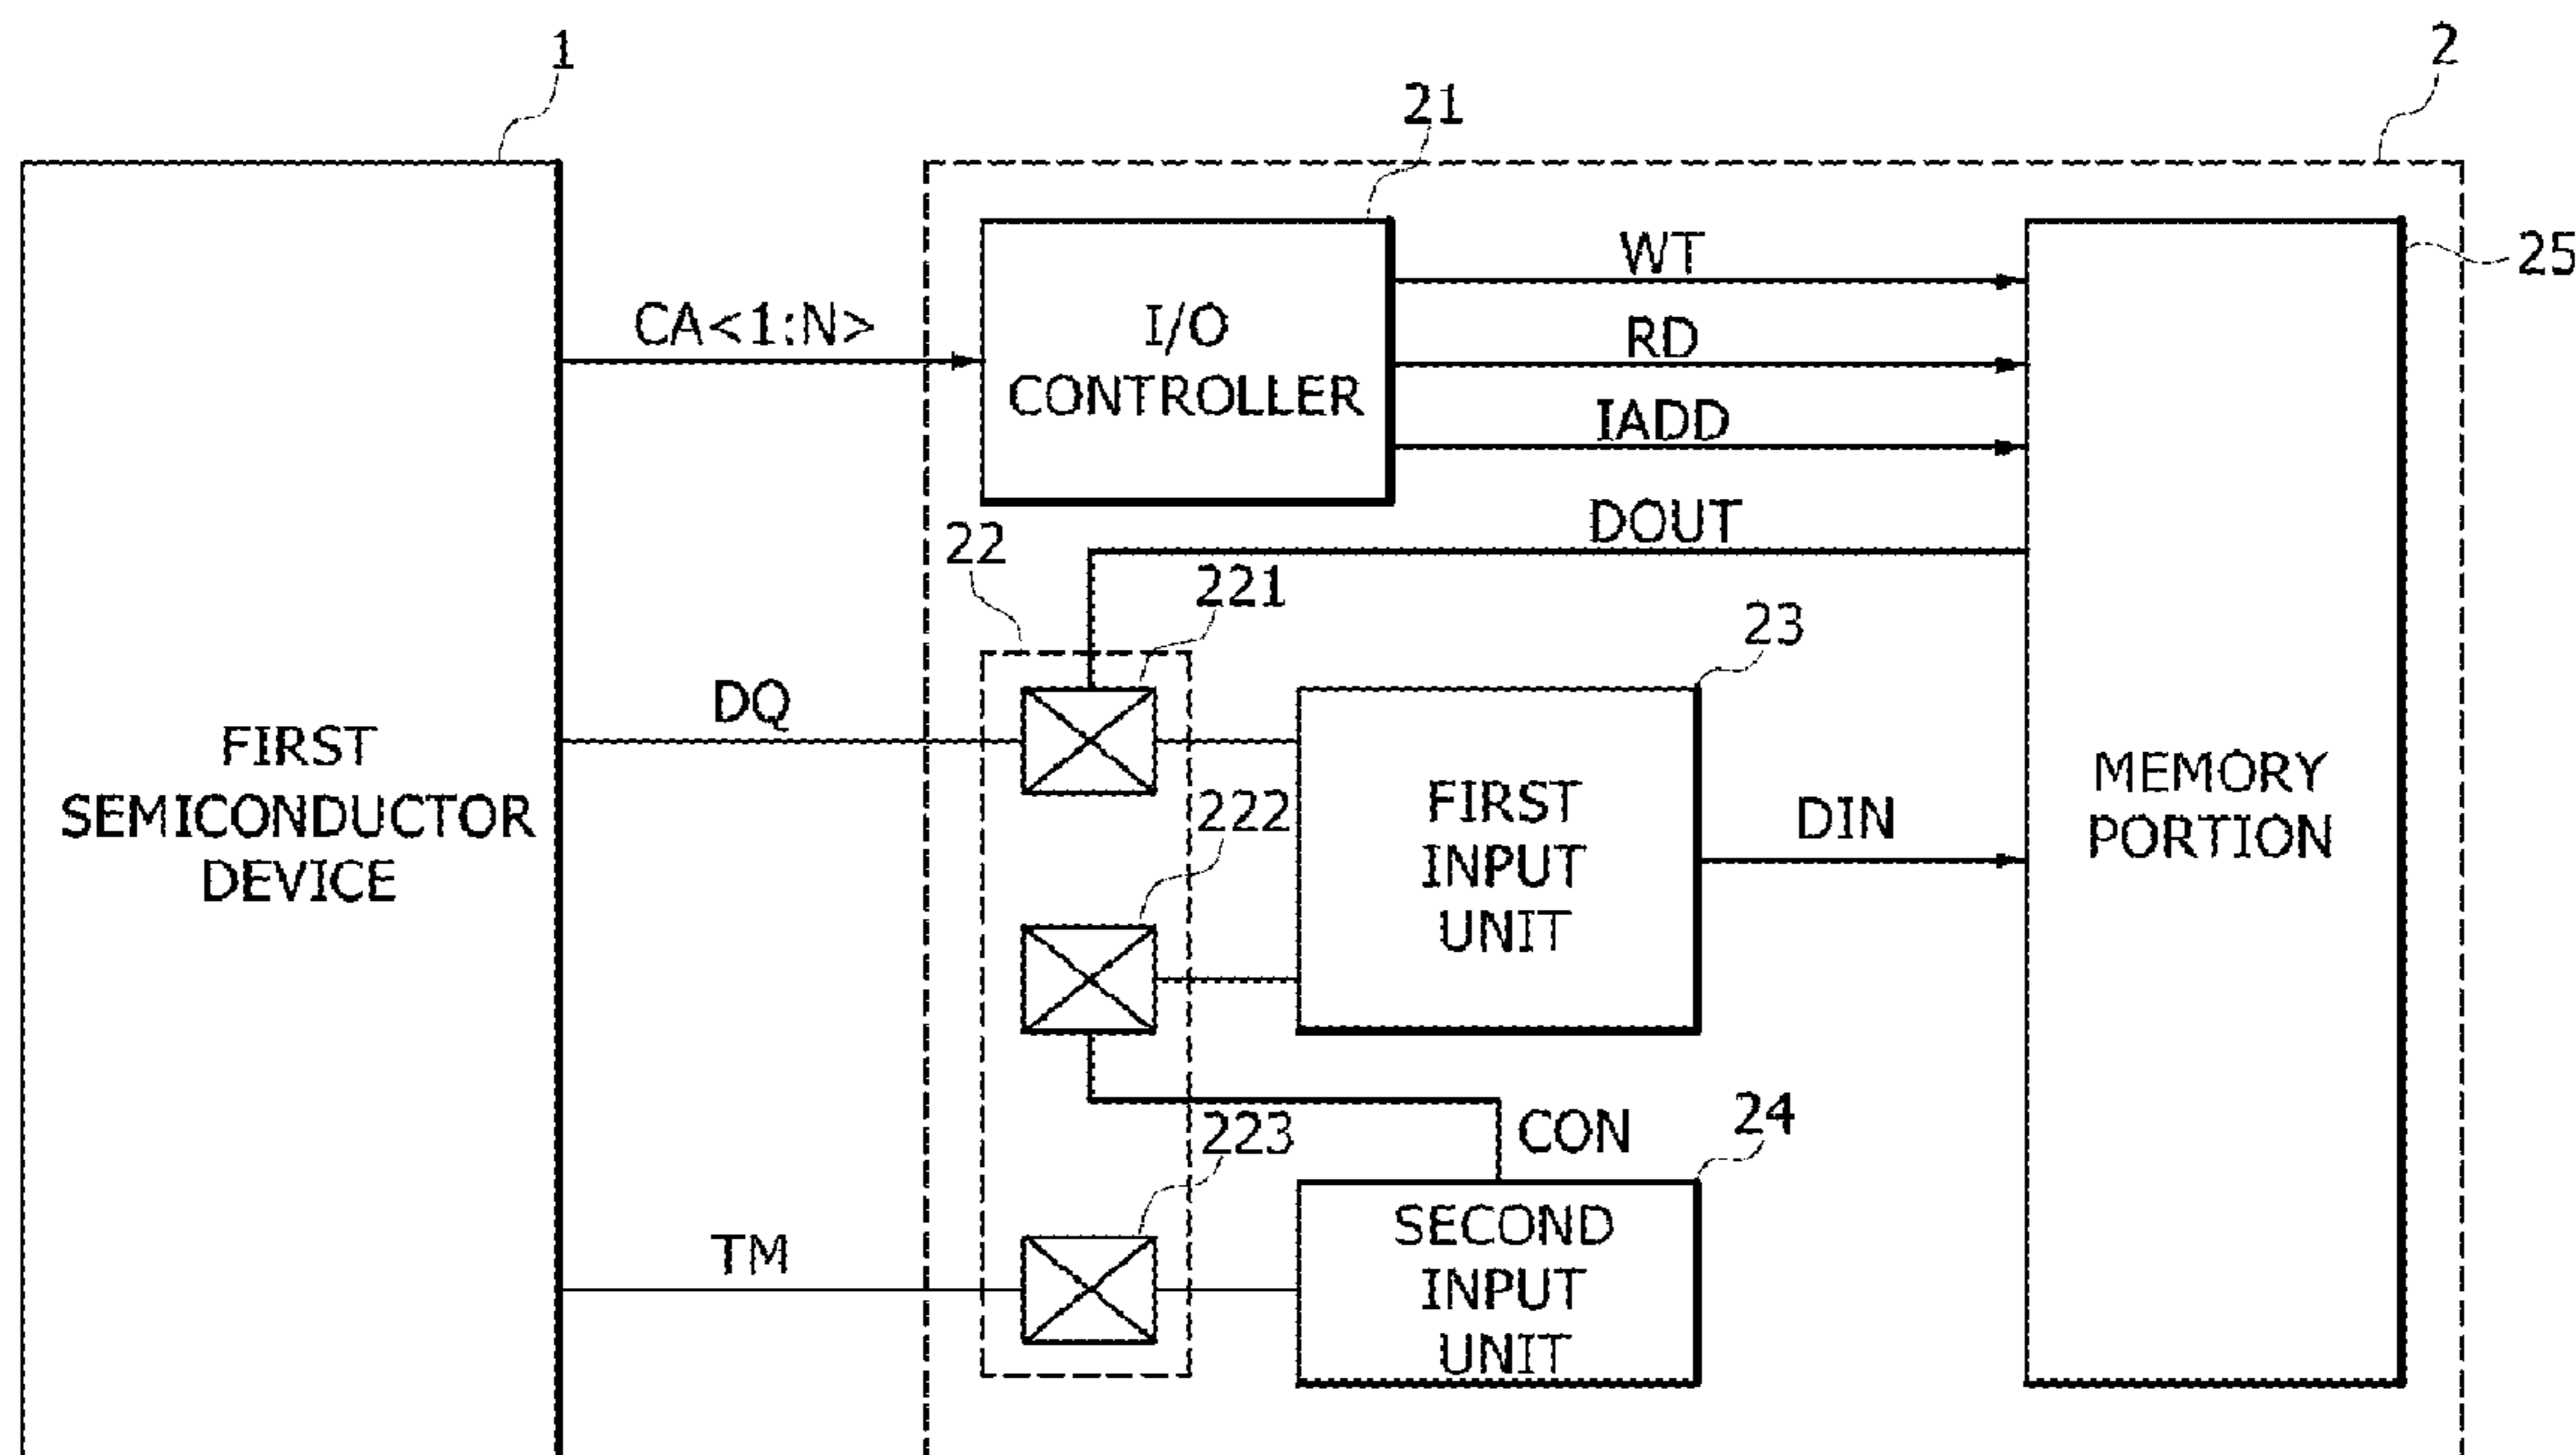 1
2
21
WT
25
CA<1:N>
I/O
CONTROLLER
RD
IADD
DOUT
22
221
23
DQ
FIRST
SEMICONDUCTOR
DEVICE
222
FIRST
INPUT
UNIT
DIN
MEMORY
PORTION
223
CON
24
TM
SECOND
INPUT
UNIT